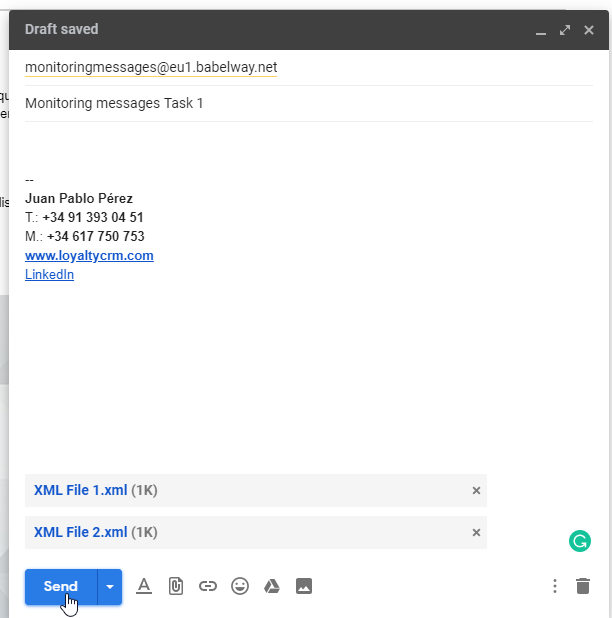 Draft saved
monitoringmessages@eu1.babelway.net
Monitoring messages Task 1
--
Juan Pablo Pérez
T.: +34 91 393 04 51
M.: +34 617 750 753
www.loyaltycrm.com
LinkedIn
XML File 1.xml (1K)
XML File 2.xml (1K)
Send